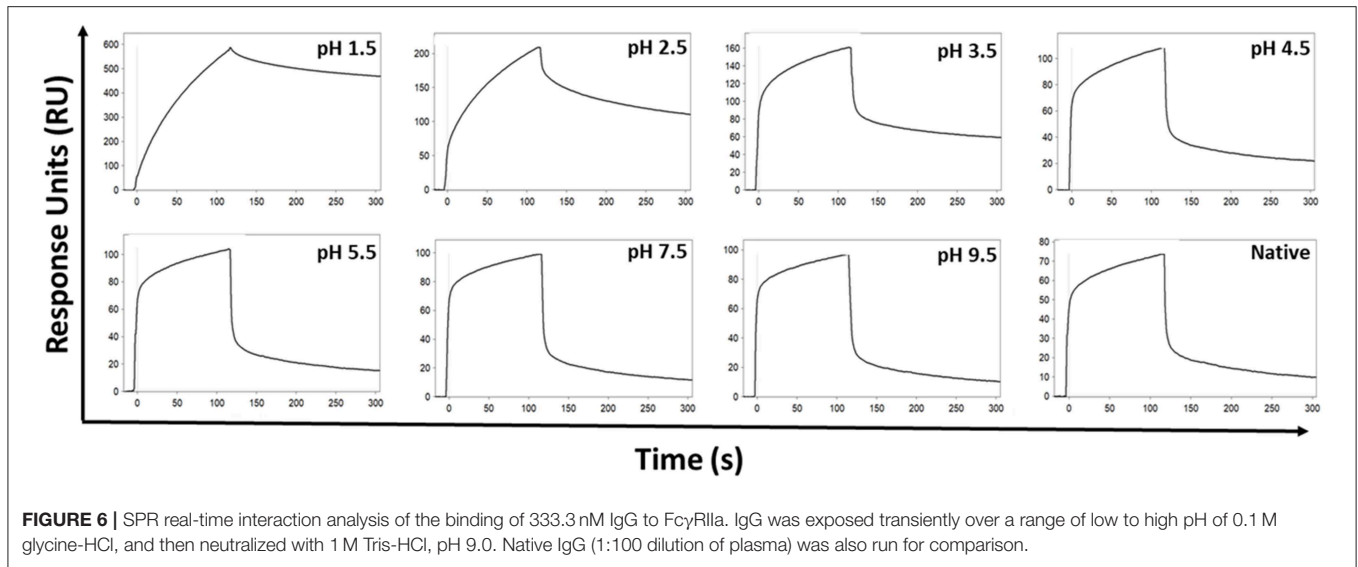 pH 1.5
600
500
400
300
200
100
0
0 50 100 150 200 250 300
pH 2.5
200
150
100
50
0
0 50 100 150 200 250 300
pH 3.5
160
140
120
100
80
60
40
20
0
0 50 100 150 200 250 300
pH 4.5
100
80
60
40
20
0
0 50 100 150 200 250 300
Response Units (RU)
pH 5.5
100
80
60
40
20
0
0 50 100 150 200 250 300
pH 7.5
100
80
60
40
20
0
0 50 100 150 200 250 300
pH 9.5
100
80
60
40
20
0
0 50 100 150 200 250 300
Native
80
70
60
50
40
30
20
10
0
0 50 100 150 200 250 300
Time (s)
FIGURE 6 | SPR real-time interaction analysis of the binding of 333.3 nM IgG to FcγRIIa. IgG was exposed transiently over a range of low to high pH of 0.1 M
glycine-HCl, and then neutralized with 1 M Tris-HCl, pH 9.0. Native IgG (1:100 dilution of plasma) was also run for comparison.